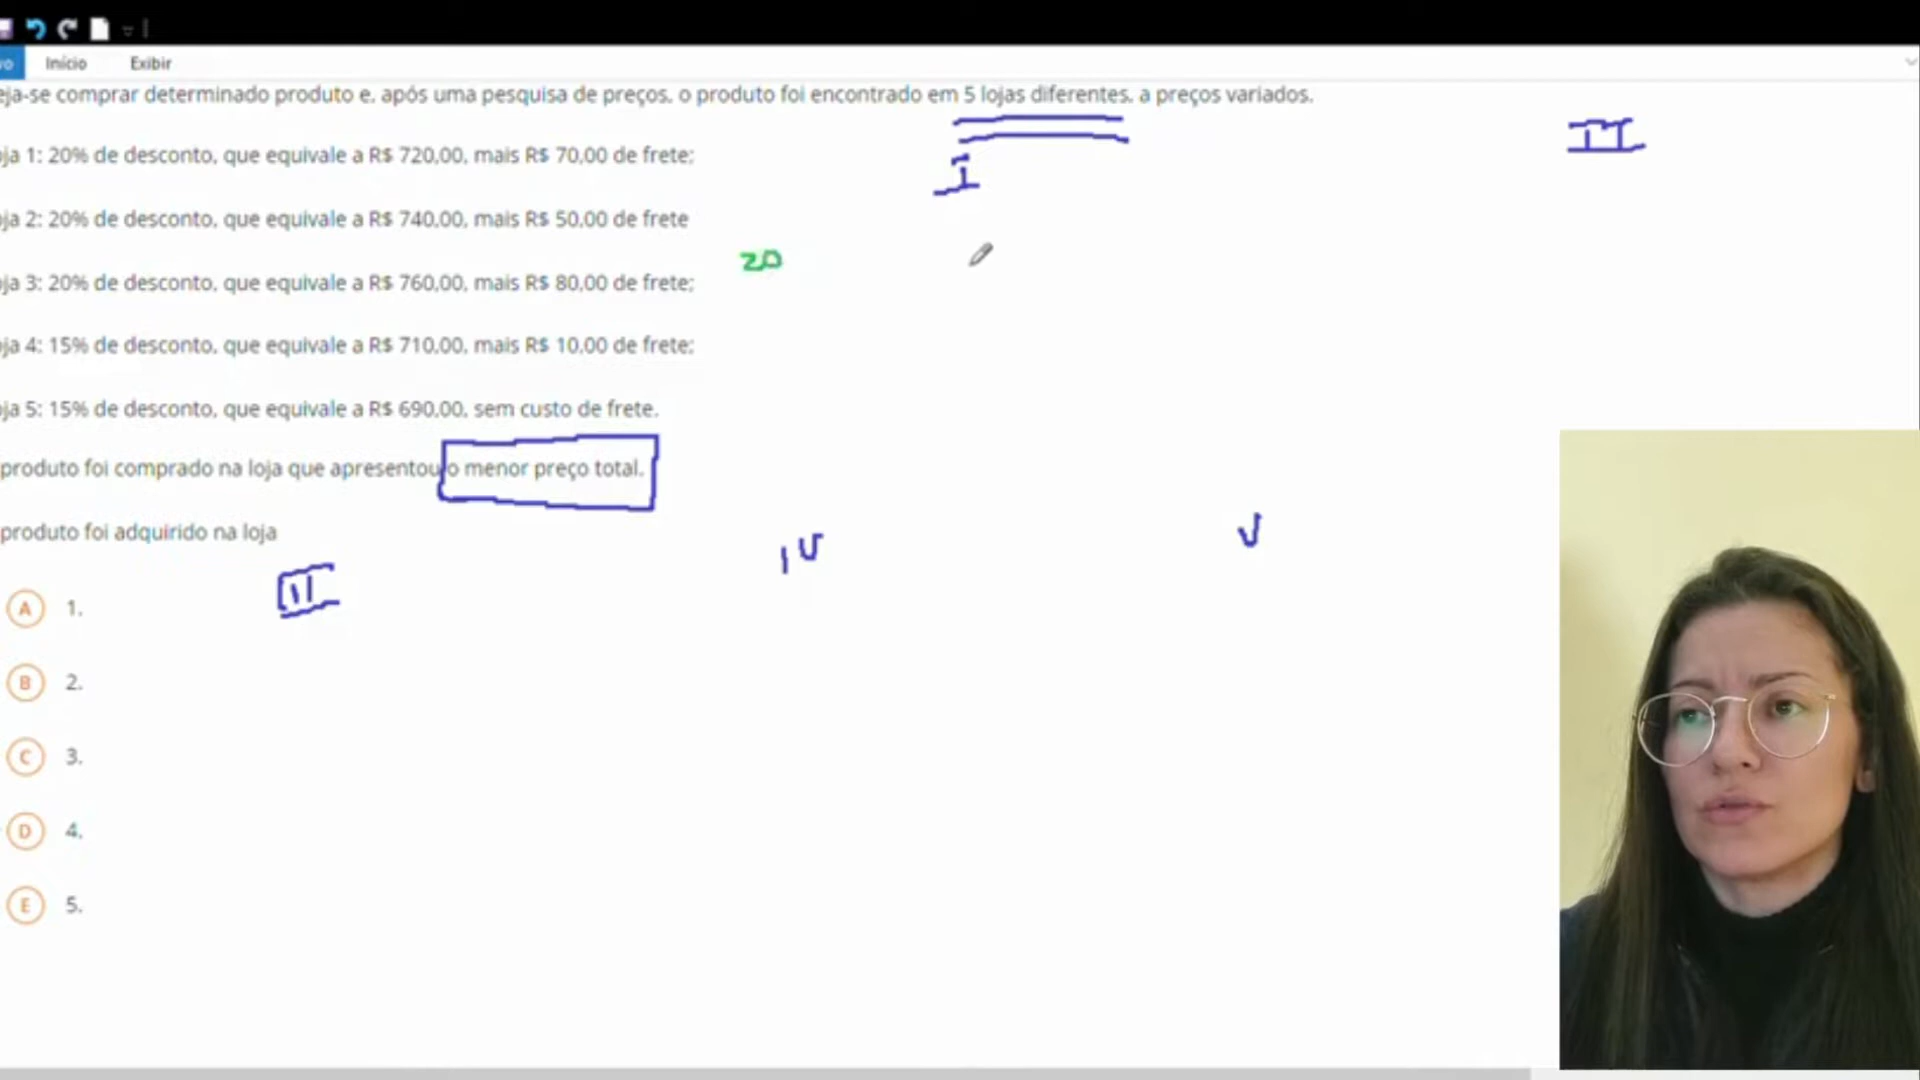 vo Início Exibir
eja-se comprar determinado produto e, após uma pesquisa de preços, o produto foi encontrado em 5 lojas diferentes, a preços variados.
II
oja 1: 20% de desconto, que equivale a R$ 720,00, mais R$ 70,00 de frete;
I
oja 2: 20% de desconto, que equivale a R$ 740,00, mais R$ 50,00 de frete
20
oja 3: 20% de desconto, que equivale a R$ 760,00, mais R$ 80,00 de frete;
oja 4: 15% de desconto, que equivale a R$ 710,00, mais R$ 10,00 de frete;
oja 5: 15% de desconto, que equivale a R$ 690,00, sem custo de frete.
produto foi comprado na loja que apresentou o menor preço total.
produto foi adquirido na loja
IV
V
III
A 1.
B 2.
C 3.
D 4.
E 5.